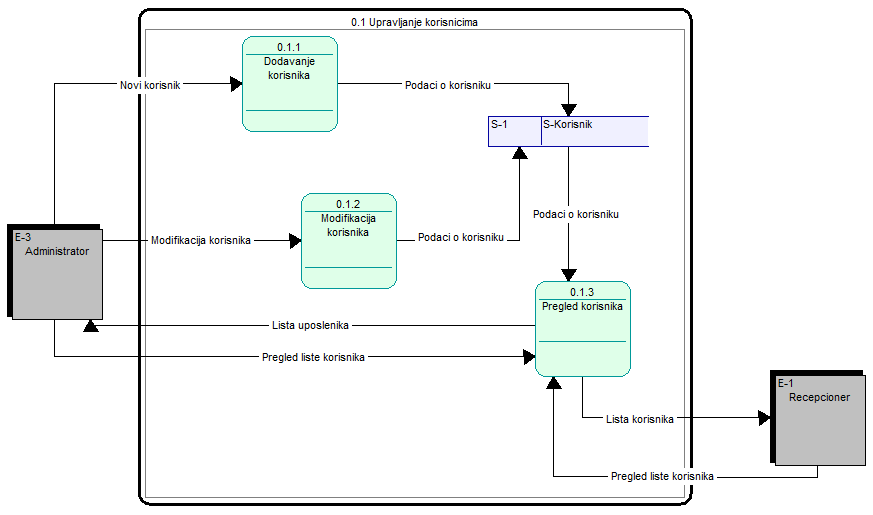 0.1 Upravljanje korisnicima
0.1.1
Dodavanje
korisnika
Novi korisnik
Podaci o korisniku
S-1
S-Korisnik
0.1.2
Modifikacija
korisnika
Podaci o korisniku
E-3
Administrator
Modifikacija korisnika
Podaci o korisniku
0.1.3
Pregled korisnika
Lista uposlenika
Pregled liste korisnika
E-1
Recepcioner
Lista korisnika
Pregled liste korisnika